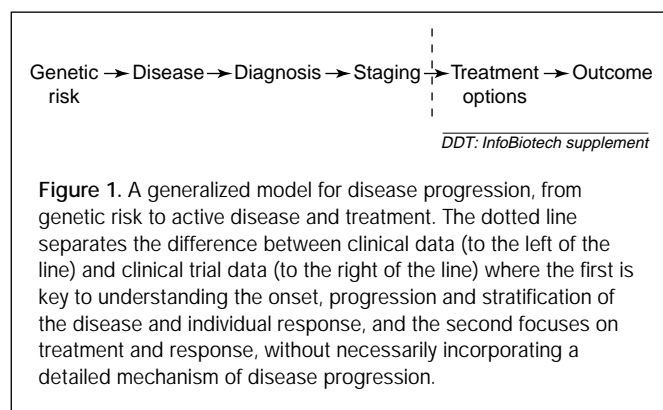 Genetic risk → Disease → Diagnosis → Staging → Treatment options → Outcome
DDT: InfoBiotech supplement
Figure 1. A generalized model for disease progression, from
genetic risk to active disease and treatment. The dotted line
separates the difference between clinical data (to the left of the
line) and clinical trial data (to the right of the line) where the first is
key to understanding the onset, progression and stratification of
the disease and individual response, and the second focuses on
treatment and response, without necessarily incorporating a
detailed mechanism of disease progression.